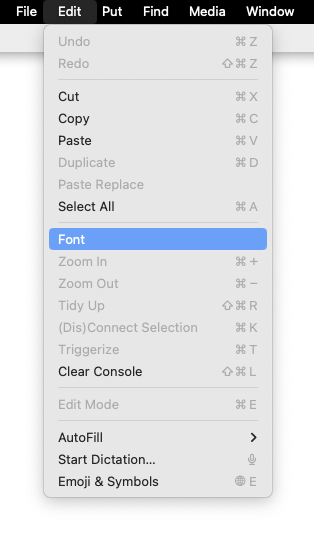 File Edit Put Find Media Window
Undo ⌘ Z
Redo ⇧ ⌘ Z
Cut ⌘ X
Copy ⌘ C
Paste ⌘ V
Duplicate ⌘ D
Paste Replace
Select All ⌘ A
Font
Zoom In ⌘ +
Zoom Out ⌘ −
Tidy Up ⇧ ⌘ R
(Dis)Connect Selection ⌘ K
Triggerize ⌘ T
Clear Console ⇧ ⌘ L
Edit Mode ⌘ E
AutoFill
Start Dictation...
Emoji & Symbols E